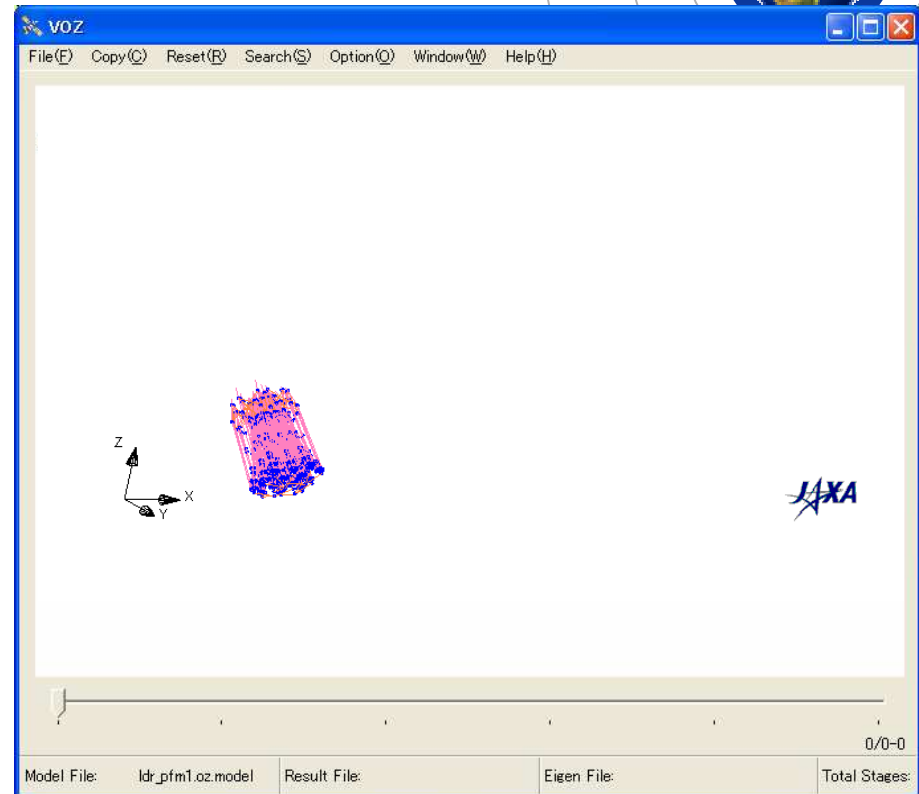 VOZ
File(F) Copy(C) Reset(R) Search(S) Option(O) Window(W) Help(H)
Z
X
Y
JAXA
0/0-0
Model File: ldr_pfm1.oz.model Result File: Eigen File: Total Stages: